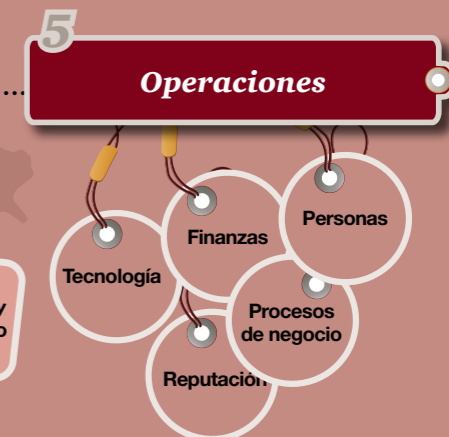 5
Operaciones
Personas
Finanzas
Tecnología
Procesos
de negocio
Reputación
y
o